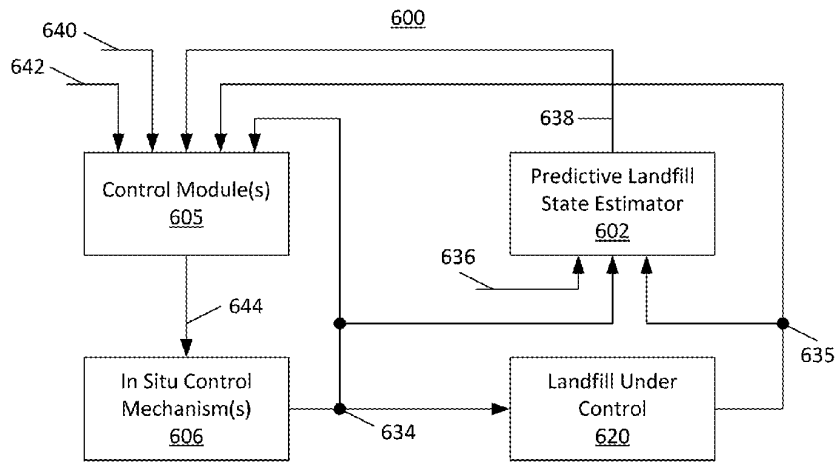 600
640
642
638
Control Module(s)
605
Predictive Landfill
State Estimator
602
636
644
635
In Situ Control
Mechanism(s)
606
634
Landfill Under
Control
620